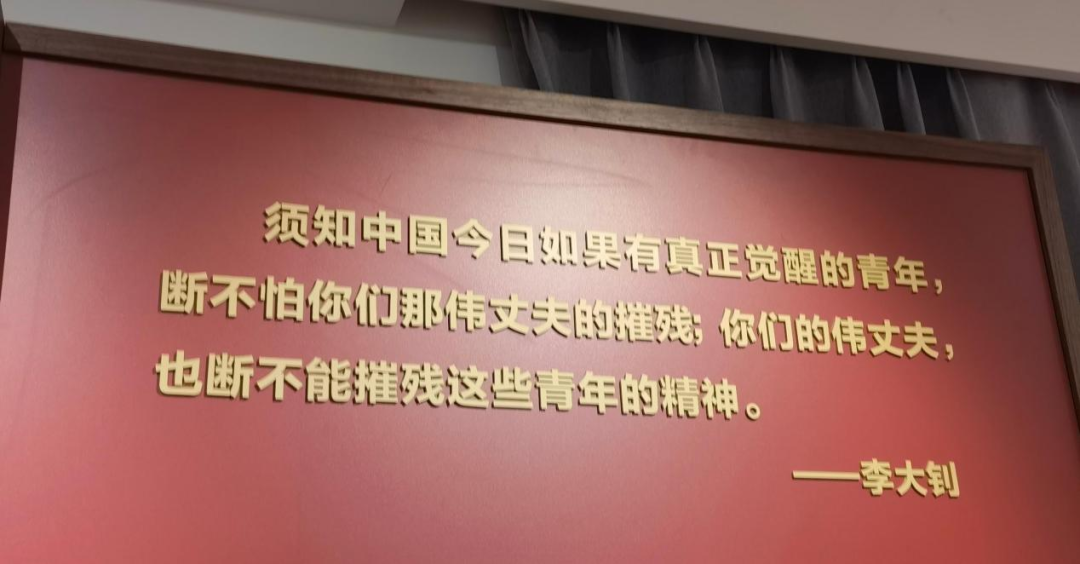 须知中国今日如果有真正觉醒的青年，
断不怕你们那伟丈夫的摧残；你们的伟丈夫，
也断不能摧残这些青年的精神。
——李大钊